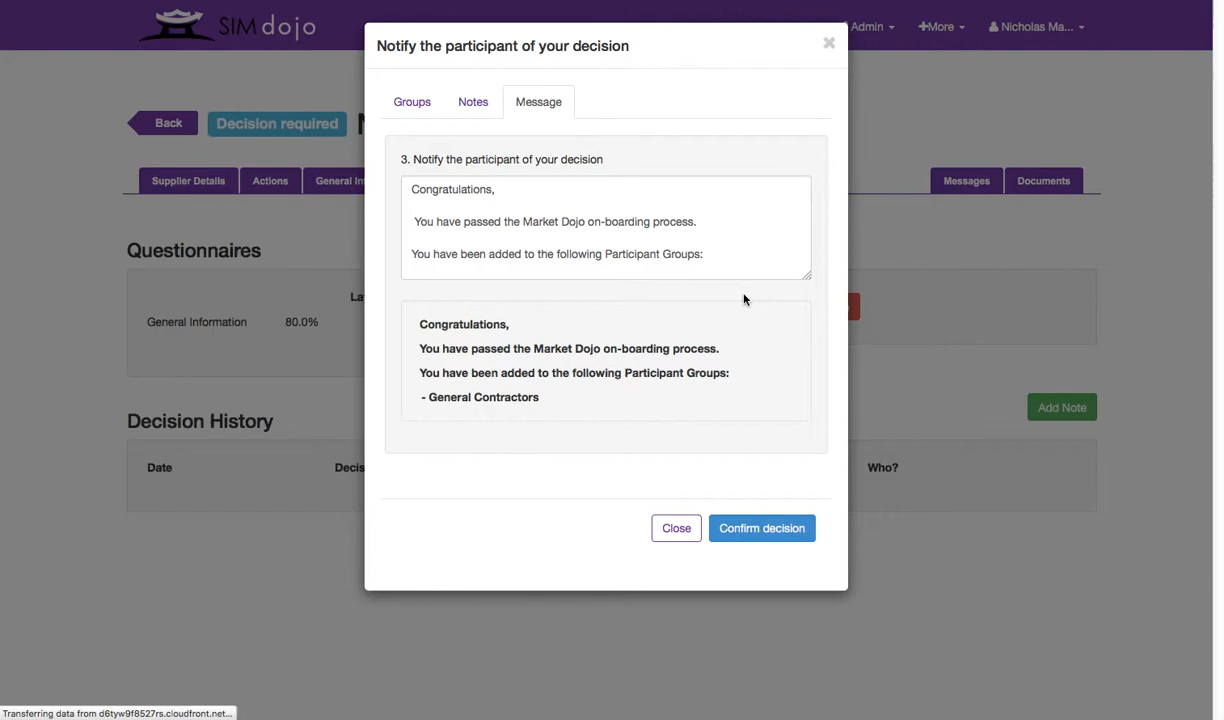 SIM dojo
Admin
+More
Nicholas Ma...
Notify the participant of your decision
×
Groups
Notes
Message
Back
Decision required
Supplier Details
Actions
General In
Messages
Documents
3. Notify the participant of your decision
Congratulations,
You have passed the Market Dojo on-boarding process.
You have been added to the following Participant Groups:
Questionnaires
La
General Information
80.0%
Congratulations,
You have passed the Market Dojo on-boarding process.
You have been added to the following Participant Groups:
- General Contractors
Decision History
Add Note
Date
Decis
Who?
Close
Confirm decision
Transferring data from d6tyw9f8527rs.cloudfront.net...